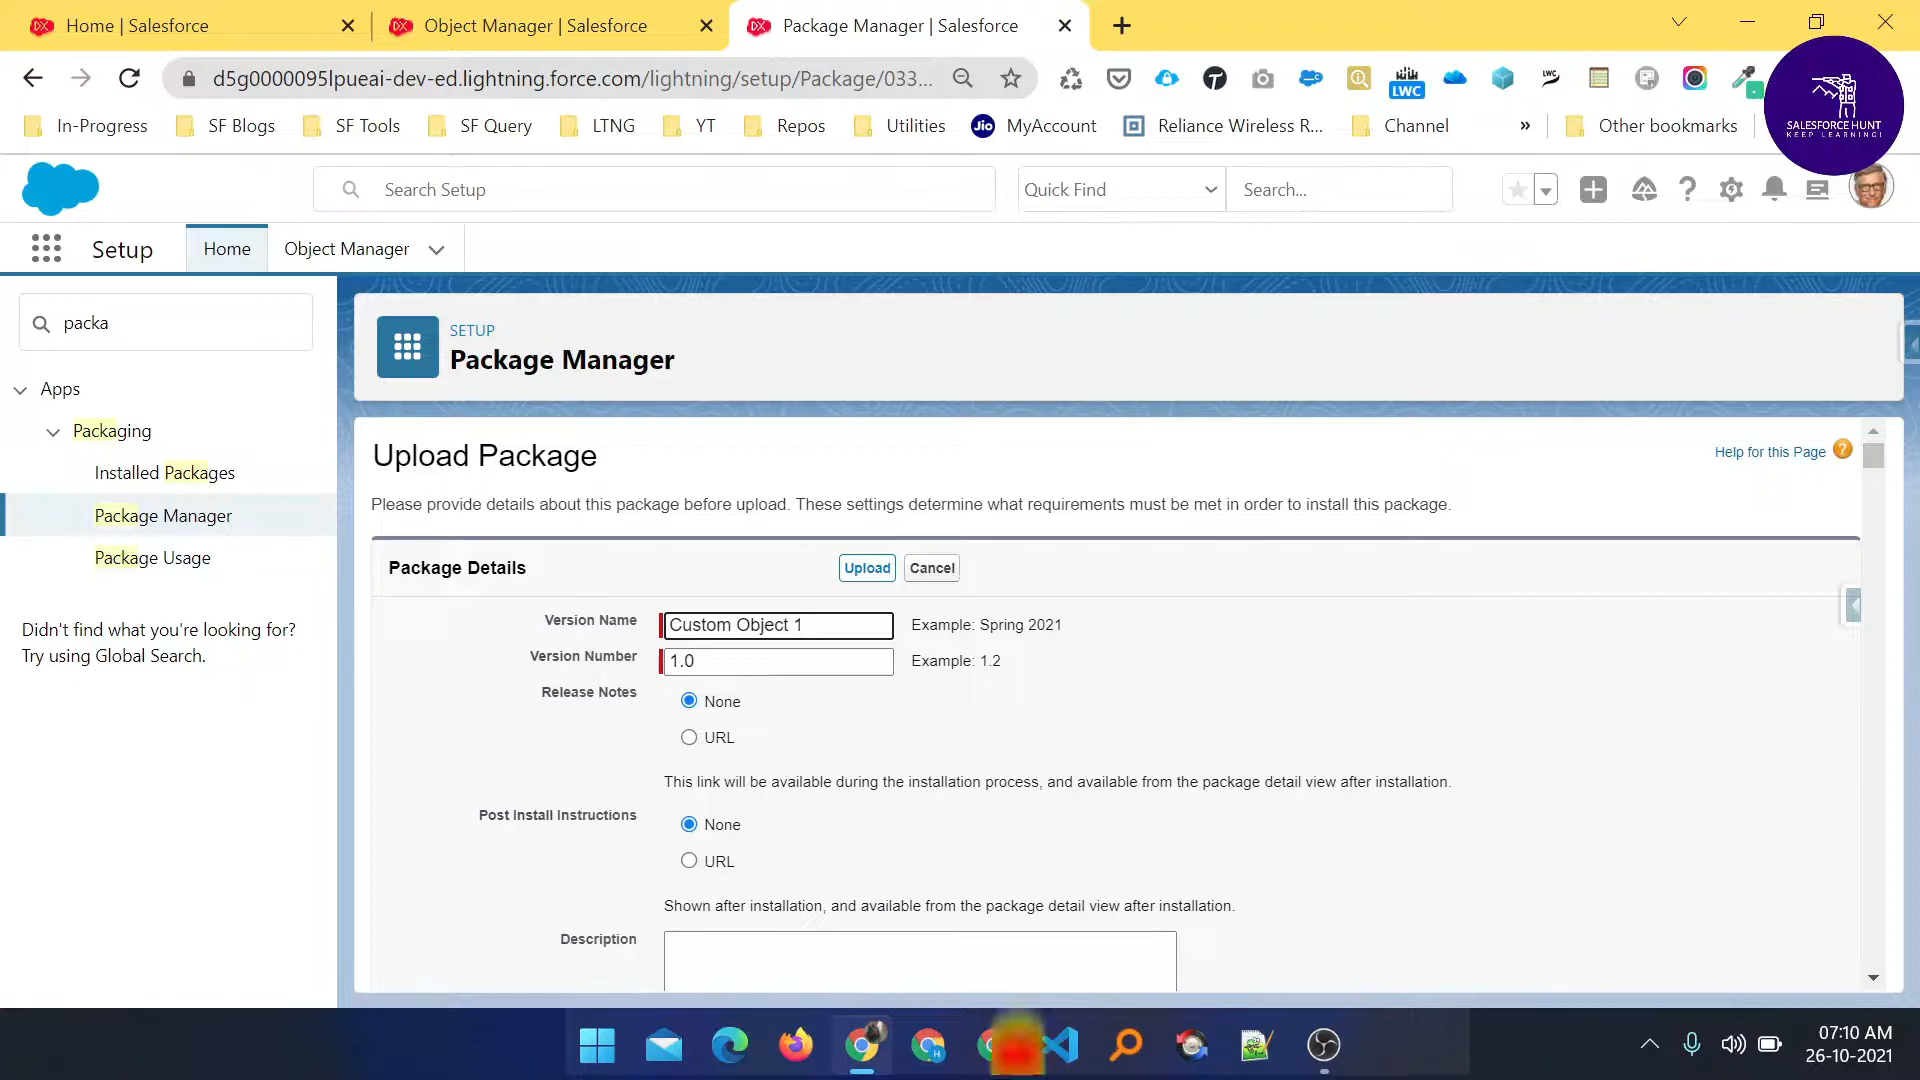 Home | Salesforce
Object Manager | Salesforce
Package Manager | Salesforce
d5g0000095lpueai-dev-ed.lightning.force.com/lightning/setup/Package/033...
LWC
LWC
In-Progress
SF Blogs
SF Tools
SF Query
LTNG
YT
Repos
Utilities
Jio
MyAccount
Reliance Wireless R...
Channel
»
Other bookmarks
SALESFORCE HUNT
KEEP LEARNING!
Search Setup
Quick Find
Search...
Setup
Home
Object Manager
packa
Apps
Packaging
Installed Packages
Package Manager
Package Usage
Didn't find what you're looking for?
Try using Global Search.
SETUP
Package Manager
Upload Package
Help for this Page
Please provide details about this package before upload. These settings determine what requirements must be met in order to install this package.
Package Details
Upload
Cancel
Version Name
Custom Object 1
Example: Spring 2021
Version Number
1.0
Example: 1.2
Release Notes
None
URL
This link will be available during the installation process, and available from the package detail view after installation.
Post Install Instructions
None
URL
Shown after installation, and available from the package detail view after installation.
Description
07:10 AM
26-10-2021